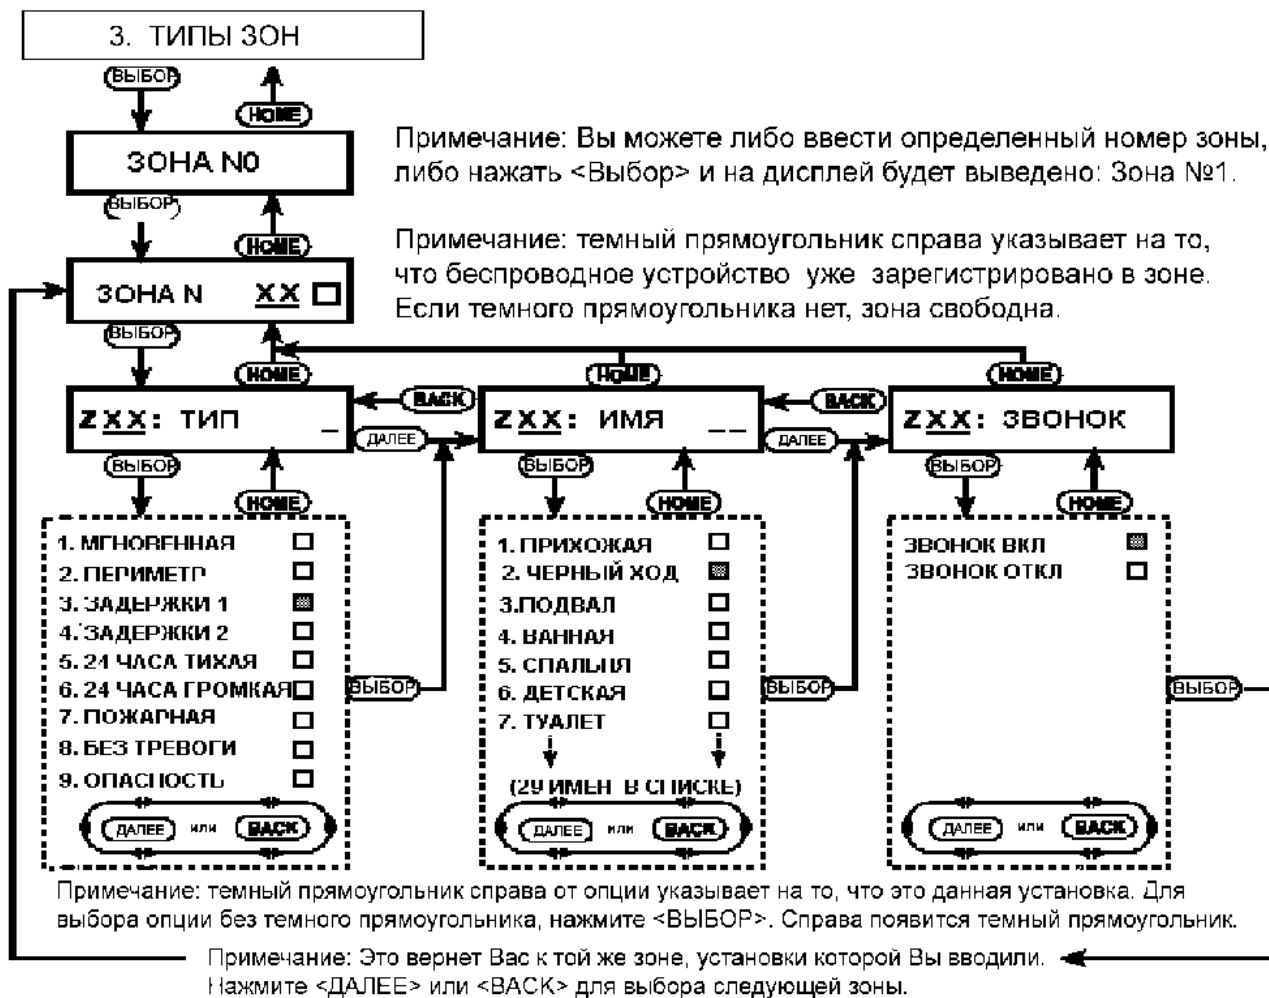 3. ТИПЫ ЗОН
ВЫБОР
HOME
ЗОНА N0
Примечание: Вы можете либо ввести определенный номер зоны,
либо нажать <Выбор> и на дисплей будет выведено: Зона №1.
ВЫБОР
HOME
Примечание: темный прямоугольник справа указывает на то,
что беспроводное устройство уже зарегистрировано в зоне.
Если темного прямоугольника нет, зона свободна.
ЗОНА N XX
ВЫБОР
HOME HOME HOME
BACK BACK
ZXX: ТИП _ ZXX: ИМЯ _ _ ZXX: ЗВОНОК
ДАЛЕЕ ДАЛЕЕ
ВЫБОР ВЫБОР ВЫБОР
HOME HOME HOME
1. МГНОВЕННАЯ
2. ПЕРИМЕТР
3. ЗАДЕРЖКИ 1
4. ЗАДЕРЖКИ 2
5. 24 ЧАСА ТИХАЯ
6. 24 ЧАСА ГРОМКАЯ
7. ПОЖАРНАЯ
8. БЕЗ ТРЕВОГИ
9. ОПАСНОСТЬ
ДАЛЕЕ или BACK
ВЫБОР
1. ПРИХОЖАЯ
2. ЧЕРНЫЙ ХОД
3.ПОДВАЛ
4. ВАННАЯ
5. СПАЛЬНЯ
6. ДЕТСКАЯ
7. ТУАЛЕТ
(29 ИМЕН В СПИСКЕ)
ДАЛЕЕ или BACK
ВЫБОР
ЗВОНОК ВКЛ
ЗВОНОК ОТКЛ
ДАЛЕЕ или BACK
ВЫБОР
Примечание: темный прямоугольник справа от опции указывает на то, что это данная установка. Для
выбора опции без темного прямоугольника, нажмите <ВЫБОР>. Справа появится темный прямоугольник.
Примечание: Это вернет Вас к той же зоне, установки которой Вы вводили.
Нажмите <ДАЛЕЕ> или <BACK> для выбора следующей зоны.